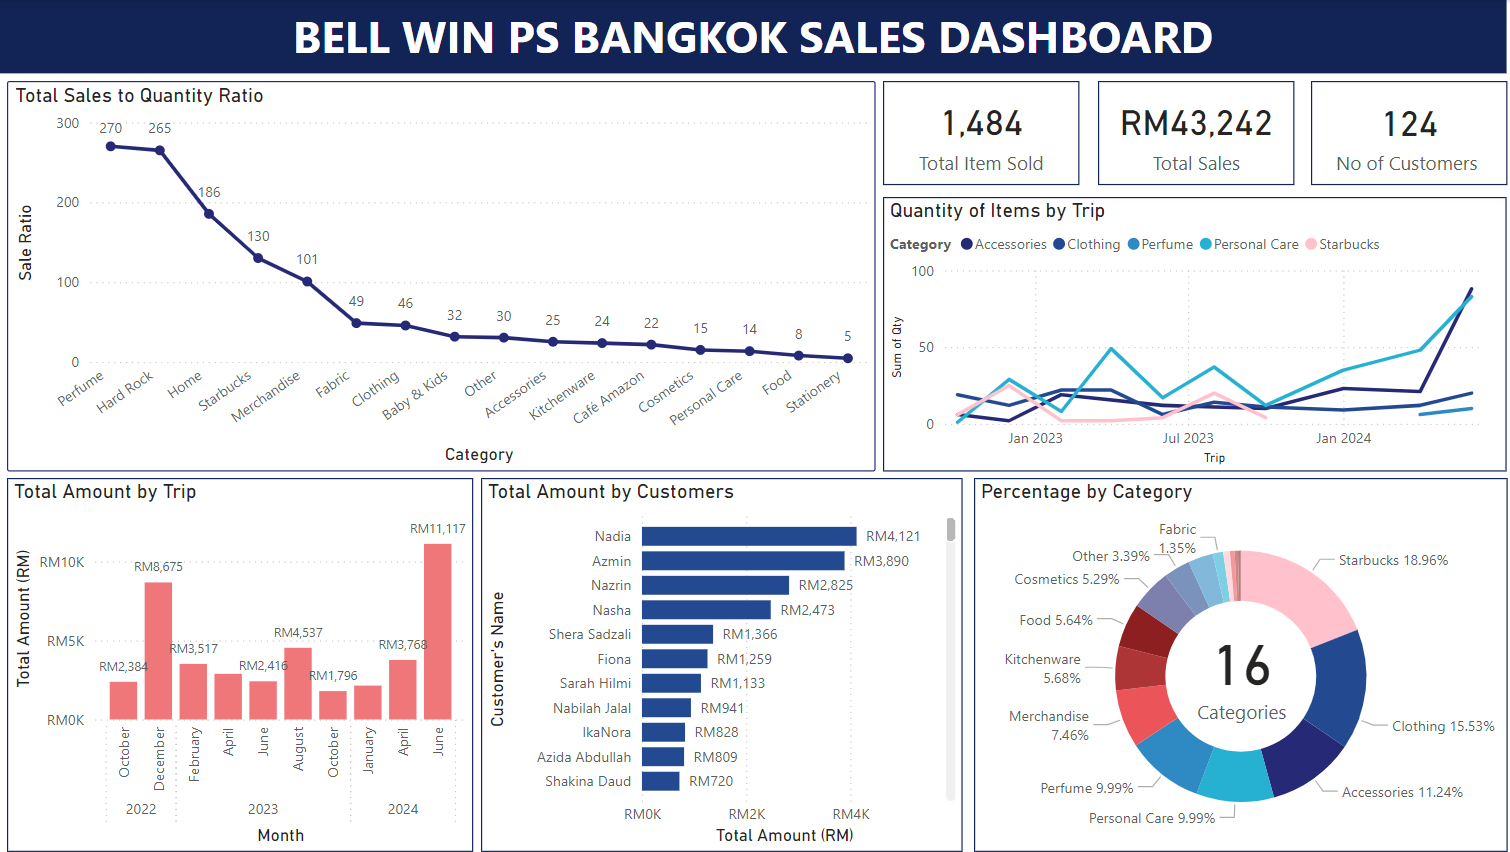 BELL WIN PS BANGKOK SALES DASHBOARD
Total Sales to Quantity Ratio
300
200
100
0
Sale Ratio
270
265
186
130
101
49
46
32
30
25
24
22
15
14
8
5
Perfume
Hard Rock
Home
Starbucks
Merchandise
Fabric
Clothing
Baby & Kids
Other
Accessories
Kitchenware
Café Amazon
Cosmetics
Personal Care
Food
Stationery
Category
1,484
Total Item Sold
RM43,242
Total Sales
124
No of Customers
Quantity of Items by Trip
Category Accessories Clothing Perfume Personal Care Starbucks
100
50
0
Sum of Qty
Jan 2023
Jul 2023
Jan 2024
Trip
Total Amount by Trip
RM10K
RM5K
RM0K
Total Amount (RM)
RM2,384
RM8,675
RM3,517
RM2,416
RM4,537
RM1,796
RM3,768
RM11,117
October
December
February
April
June
August
October
January
April
June
2022
2023
2024
Month
Total Amount by Customers
Customer's Name
Nadia RM4,121
Azmin RM3,890
Nazrin RM2,825
Nasha RM2,473
Shera Sadzali RM1,366
Fiona RM1,259
Sarah Hilmi RM1,133
Nabilah Jalal RM941
IkaNora RM828
Azida Abdullah RM809
Shakina Daud RM720
RM0K
RM2K
RM4K
Total Amount (RM)
Percentage by Category
Fabric
1.35%
Other 3.39%
Cosmetics 5.29%
Food 5.64%
Kitchenware
5.68%
Merchandise
7.46%
Perfume 9.99%
Personal Care 9.99%
Starbucks 18.96%
Clothing 15.53%
Accessories 11.24%
16
Categories